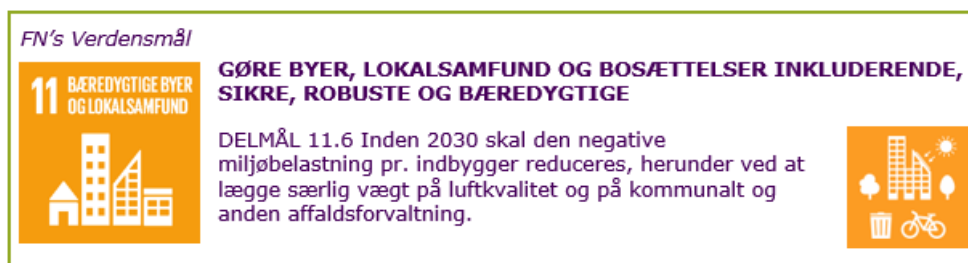 FN's Verdensmål
11 BÆREDYGTIGE BYER
OG LOKALSAMFUND
GØRE BYER, LOKALSAMFUND OG BOSÆTTELSER INKLUDERENDE,
SIKRE, ROBUSTE OG BÆREDYGTIGE
DELMÅL 11.6 Inden 2030 skal den negative
miljøbelastning pr. indbygger reduceres, herunder ved at
lægge særlig vægt på luftkvalitet og på kommunalt og
anden affaldsforvaltning.